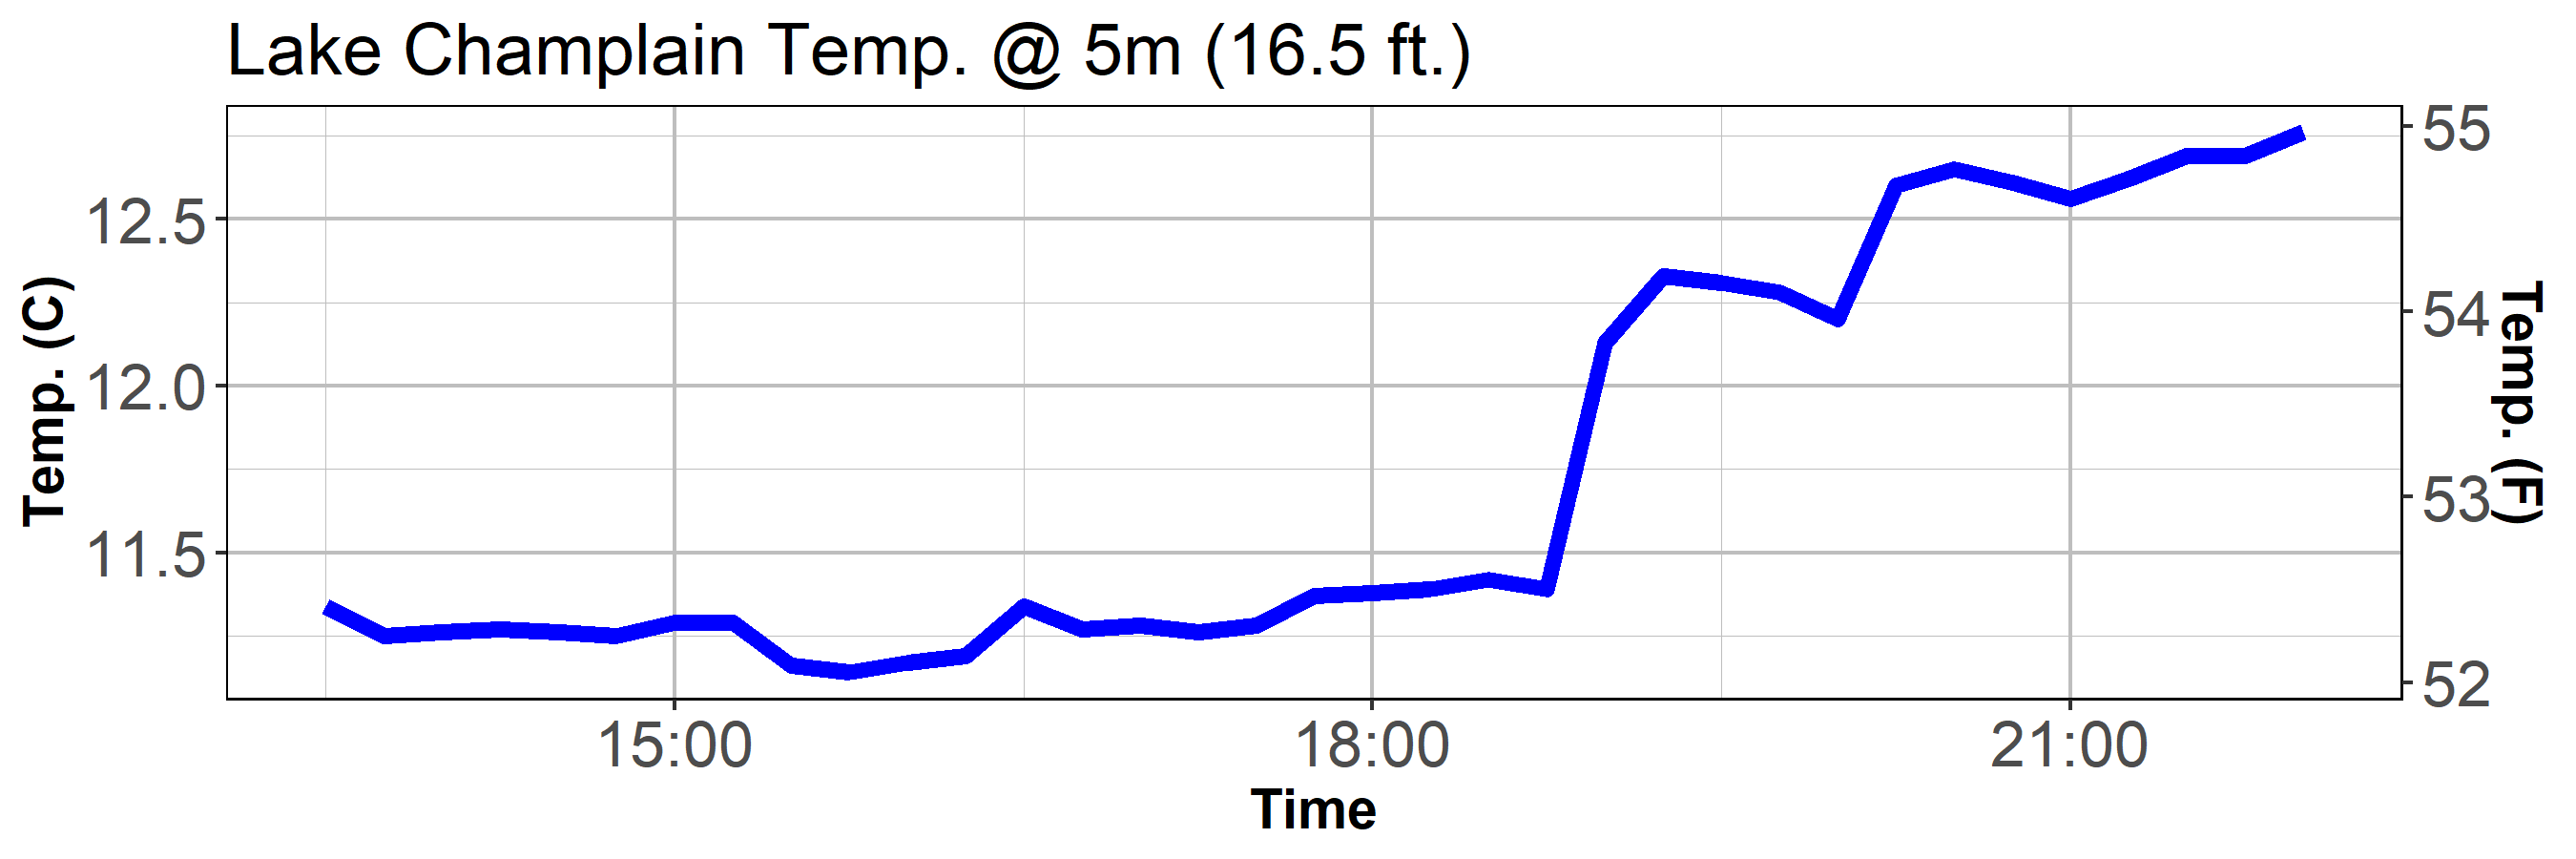 Lake Champlain Temp. @ 5m (16.5 ft.)
Temp. (C)
12.5
12.0
11.5
55
54
53
52
Temp. (F)
15:00 18:00 21:00
Time